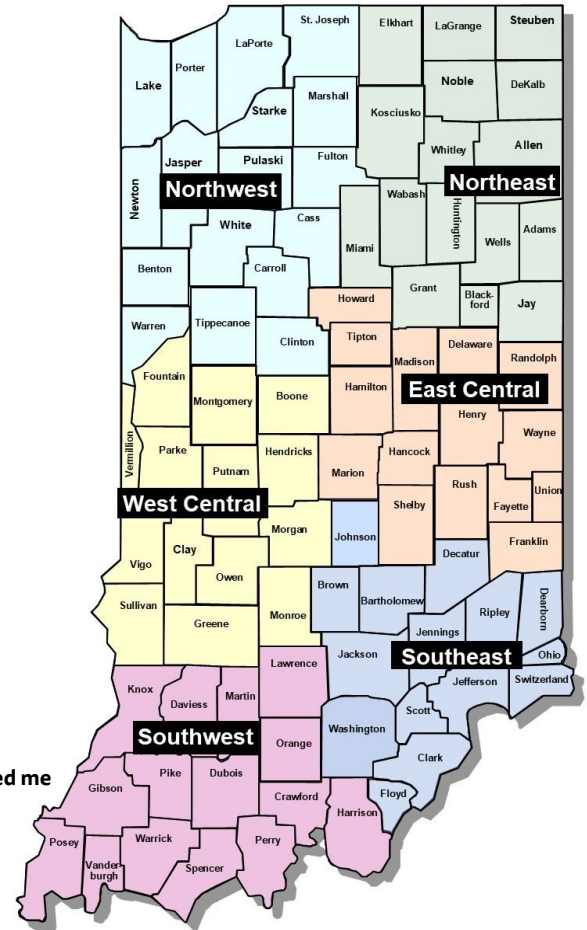 St. Joseph
Elkhart
LaGrange
Steuben
LaPorte
Porter
Lake
Noble
DeKalb
Marshall
Starke
Kosciusko
Whitley
Allen
Jasper
Pulaski
Fulton
Newton
Northwest
Northeast
Wabash
Huntington
White
Cass
Miami
Wells
Adams
Benton
Carroll
Grant
Black-
ford
Jay
Howard
Warren
Tippecanoe
Clinton
Tipton
Madison
Delaware
Randolph
Fountain
Montgomery
Boone
Hamilton
East Central
Henry
Wayne
Vermillion
Parke
Putnam
Hendricks
Marion
Hancock
Rush
Union
Fayette
West Central
Shelby
Morgan
Johnson
Franklin
Clay
Decatur
Vigo
Owen
Brown
Bartholomew
Ripley
Dearborn
Sullivan
Greene
Monroe
Jennings
Southeast
Ohio
Jackson
Lawrence
Jefferson
Switzerland
Knox
Daviess
Martin
Scott
Southwest
Orange
Washington
Clark
ed me
Gibson
Pike
Dubois
Crawford
Harrison
Floyd
Posey
Vander-
burgh
Warrick
Spencer
Perry